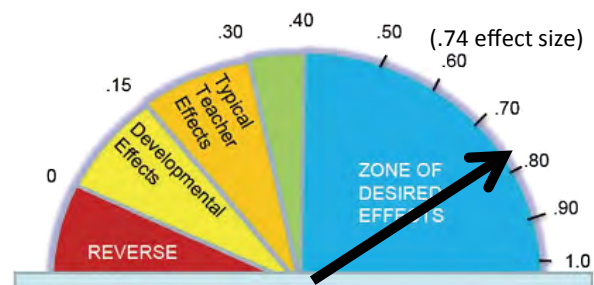 .40
.30
.50
(.74 effect size)
.60
.15
.70
Typical
Teacher
Effects
Developmental
Effects
0
.80
ZONE OF
DESIRED
EFFECTS
.90
REVERSE
1.0